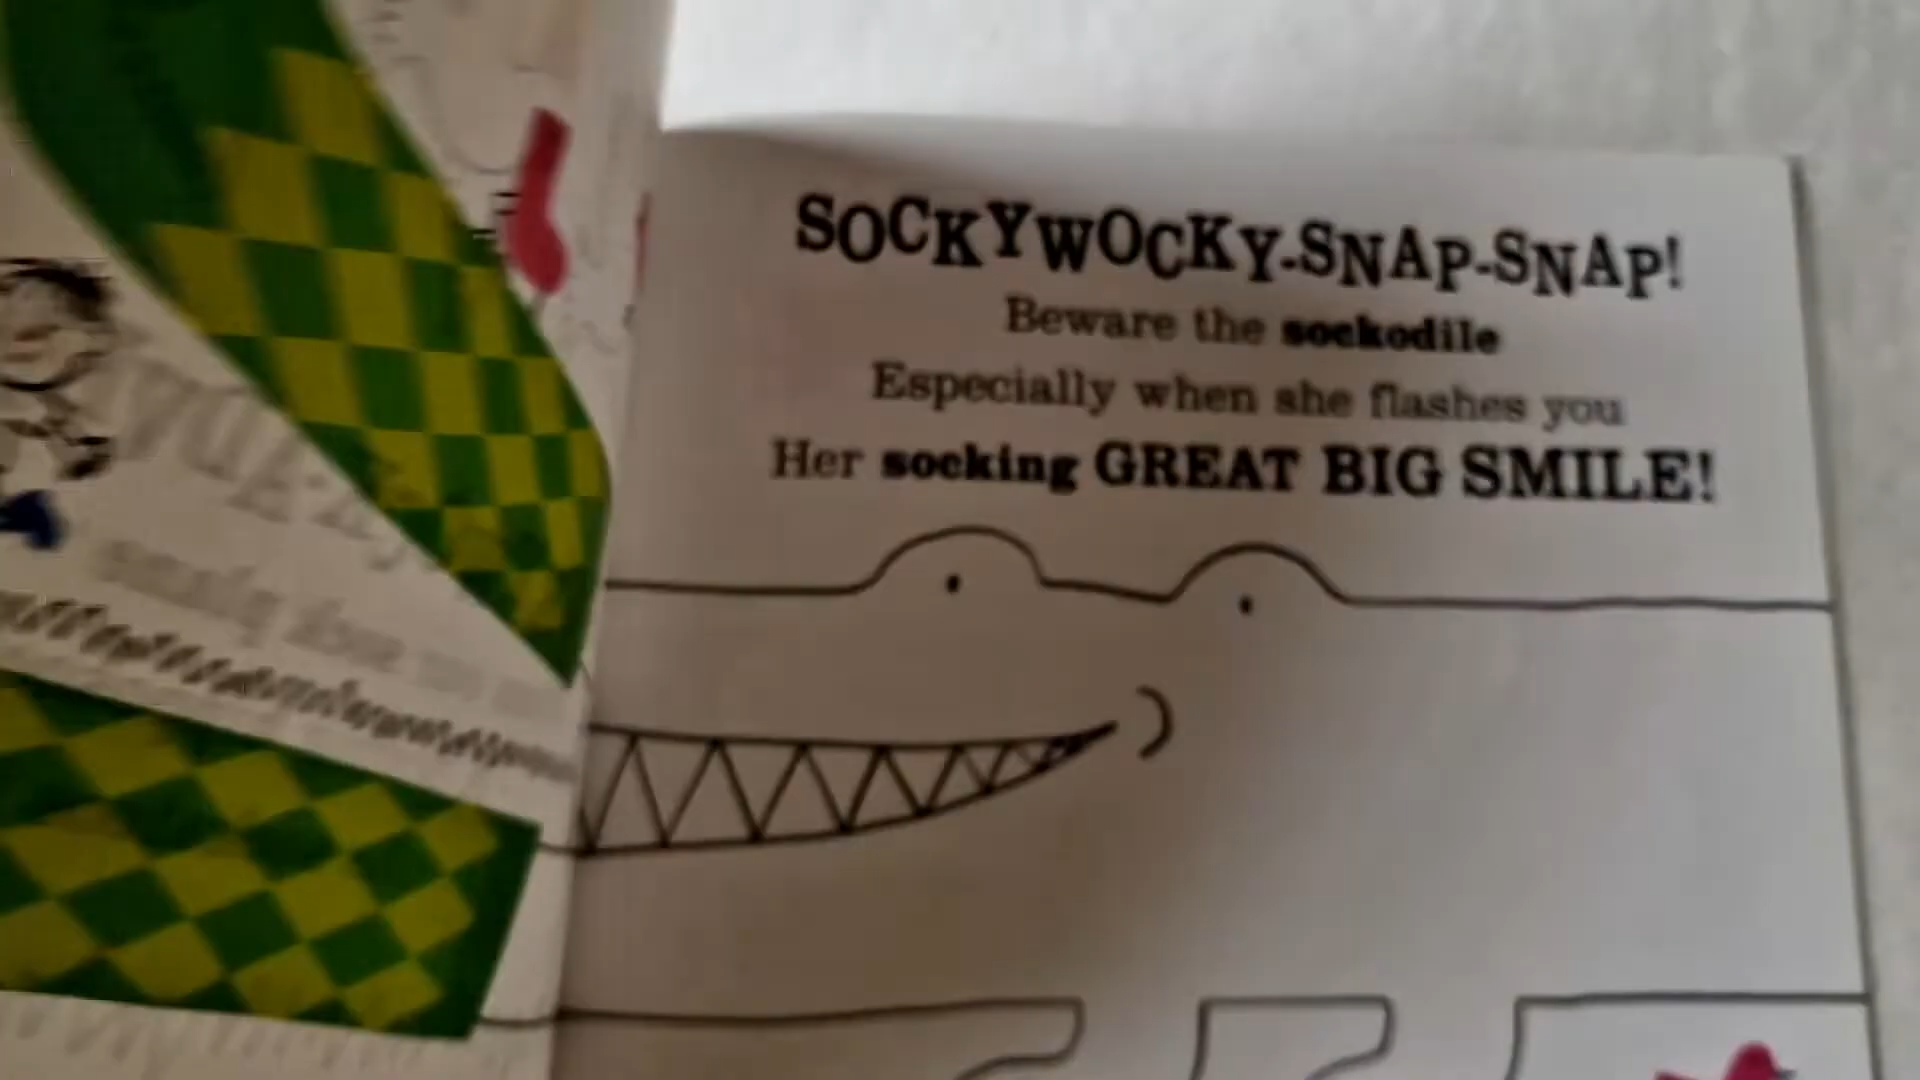 SOCKYWOCKY-SNAP-SNAP!
Beware the sockodile
Especially when she flashes you
Her socking GREAT BIG SMILE!